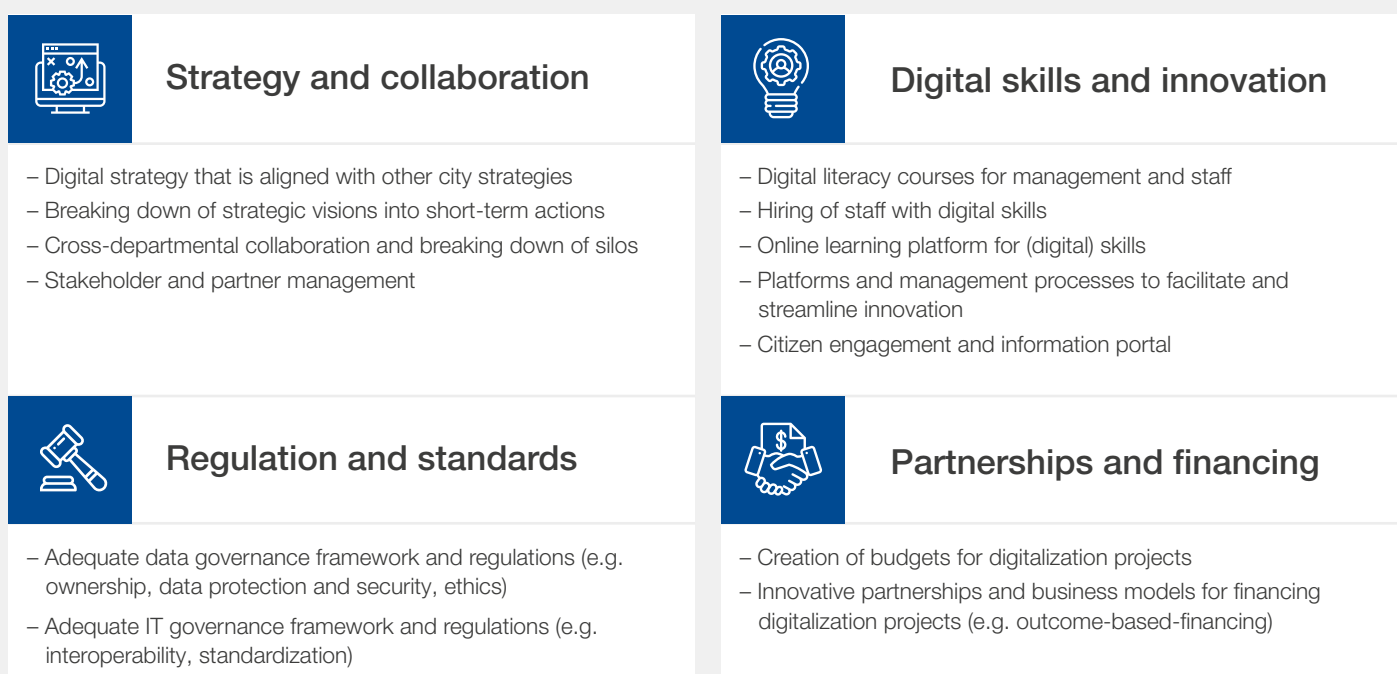 Strategy and collaboration
– Digital strategy that is aligned with other city strategies
– Breaking down of strategic visions into short-term actions
– Cross-departmental collaboration and breaking down of silos
– Stakeholder and partner management
Digital skills and innovation
– Digital literacy courses for management and staff
– Hiring of staff with digital skills
– Online learning platform for (digital) skills
– Platforms and management processes to facilitate and
streamline innovation
– Citizen engagement and information portal
Regulation and standards
– Adequate data governance framework and regulations (e.g.
ownership, data protection and security, ethics)
– Adequate IT governance framework and regulations (e.g.
interoperability, standardization)
$
Partnerships and financing
– Creation of budgets for digitalization projects
– Innovative partnerships and business models for financing
digitalization projects (e.g. outcome-based-financing)